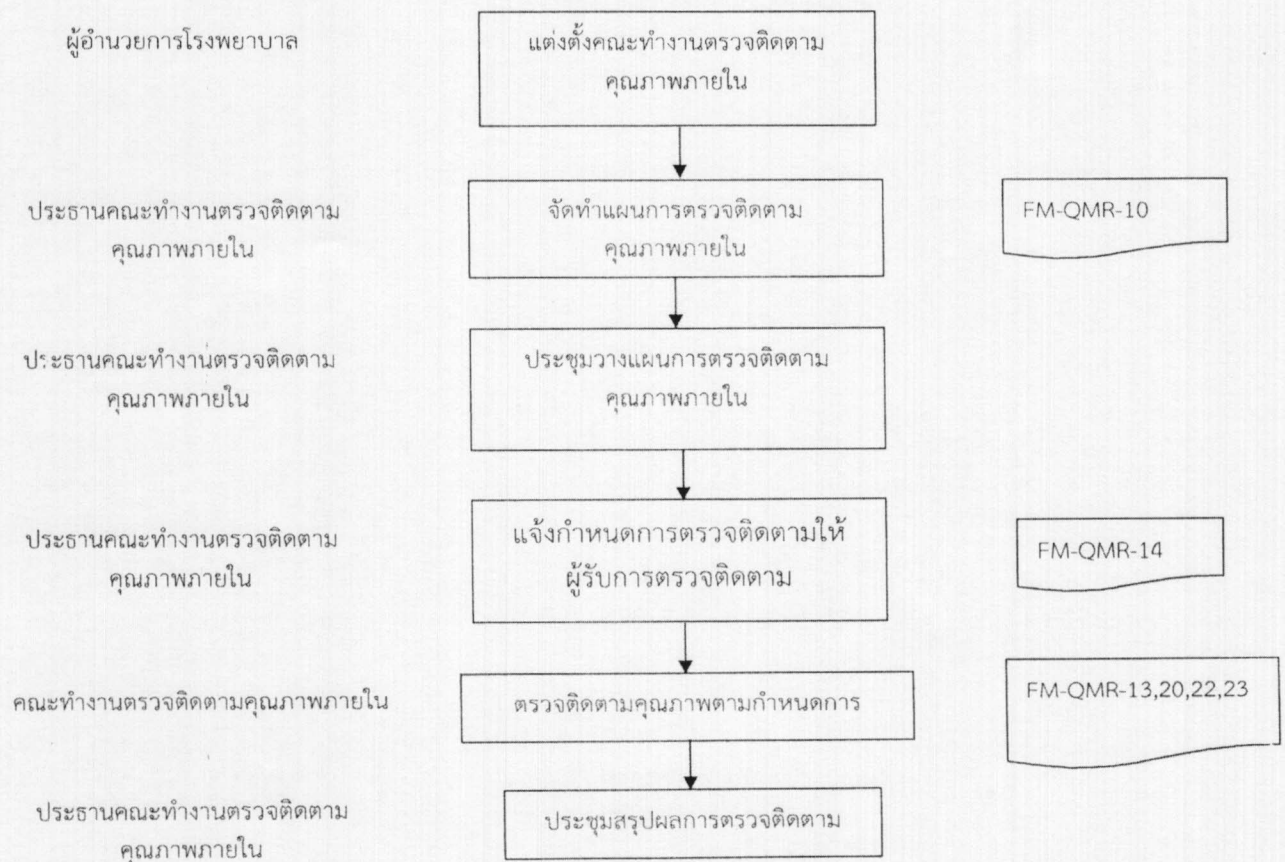 ผู้อำนวยการโรงพยาบาล
แต่งตั้งคณะทำงานตรวจติดตาม
คุณภาพภายใน
ประธานคณะทำงานตรวจติดตาม
คุณภาพภายใน
จัดทำแผนการตรวจติดตาม
คุณภาพภายใน
FM-QMR-10
ประธานคณะทำงานตรวจติดตาม
คุณภาพภายใน
ประชุมวางแผนการตรวจติดตาม
คุณภาพภายใน
ประธานคณะทำงานตรวจติดตาม
คุณภาพภายใน
แจ้งกำหนดการตรวจติดตามให้
ผู้รับการตรวจติดตาม
FM-QMR-14
คณะทำงานตรวจติดตามคุณภาพภายใน
ตรวจติดตามคุณภาพตามกำหนดการ
FM-QMR-13,20,22,23
ประธานคณะทำงานตรวจติดตาม
คุณภาพภายใน
ประชุมสรุปผลการตรวจติดตาม